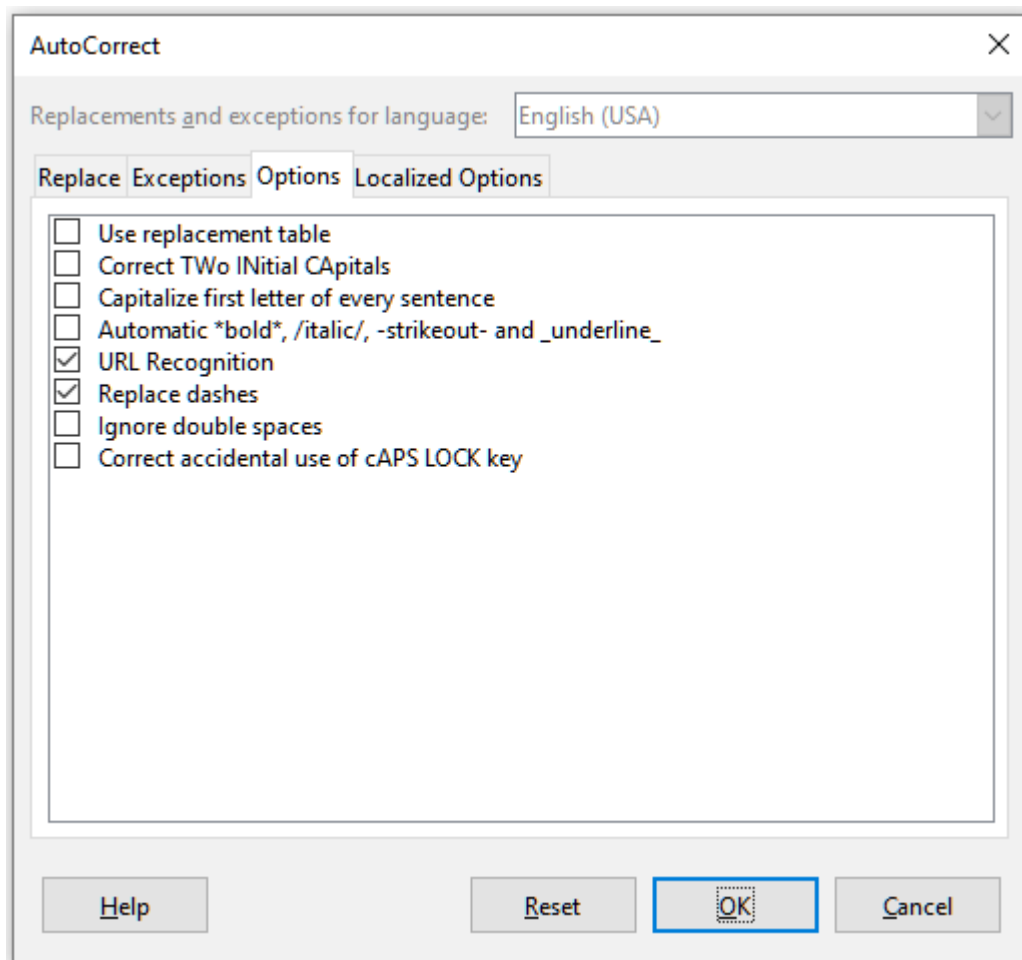 AutoCorrect
Replacements and exceptions for language: English (USA)
Replace Exceptions Options Localized Options
Use replacement table
Correct TWo INitial CApitals
Capitalize first letter of every sentence
Automatic *bold*, /italic/, -strikeout- and _underline_
URL Recognition
Replace dashes
Ignore double spaces
Correct accidental use of cAPS LOCK key
Help Reset OK Cancel